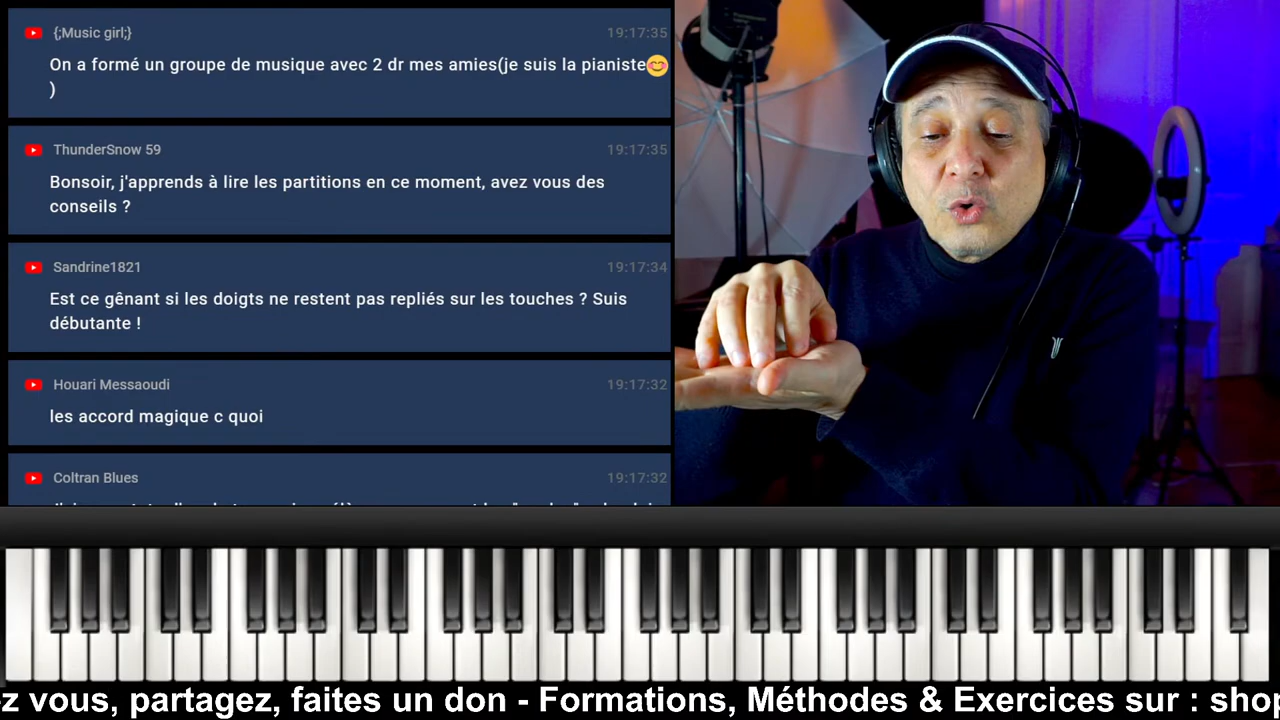 {;Music girl;} 19:17:35
On a formé un groupe de musique avec 2 dr mes amies(je suis la pianiste😊
)
ThunderSnow 59 19:17:35
Bonsoir, j'apprends à lire les partitions en ce moment, avez vous des
conseils ?
Sandrine1821 19:17:34
Est ce gênant si les doigts ne restent pas repliés sur les touches ? Suis
débutante !
Houari Messaoudi 19:17:32
les accord magique c quoi
Coltran Blues 19:17:32
z vous, partagez, faites un don - Formations, Méthodes & Exercices sur : shop